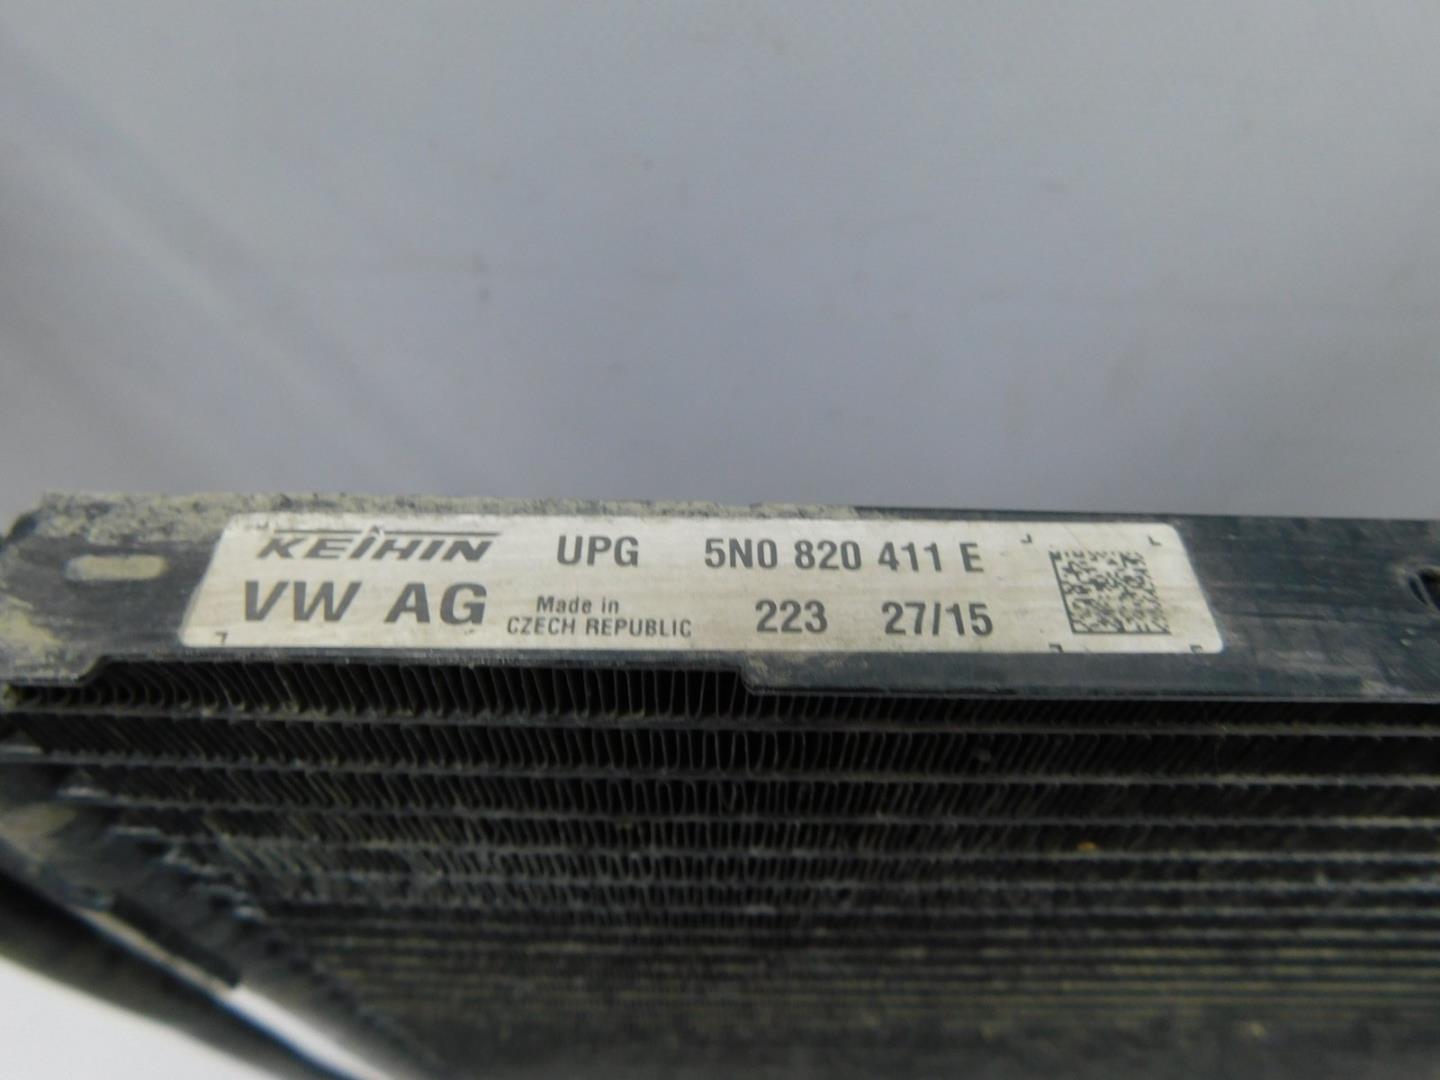 KEIHIN UPG 5N0 820 411 E
VW AG Made in CZECH REPUBLIC 223 27/15